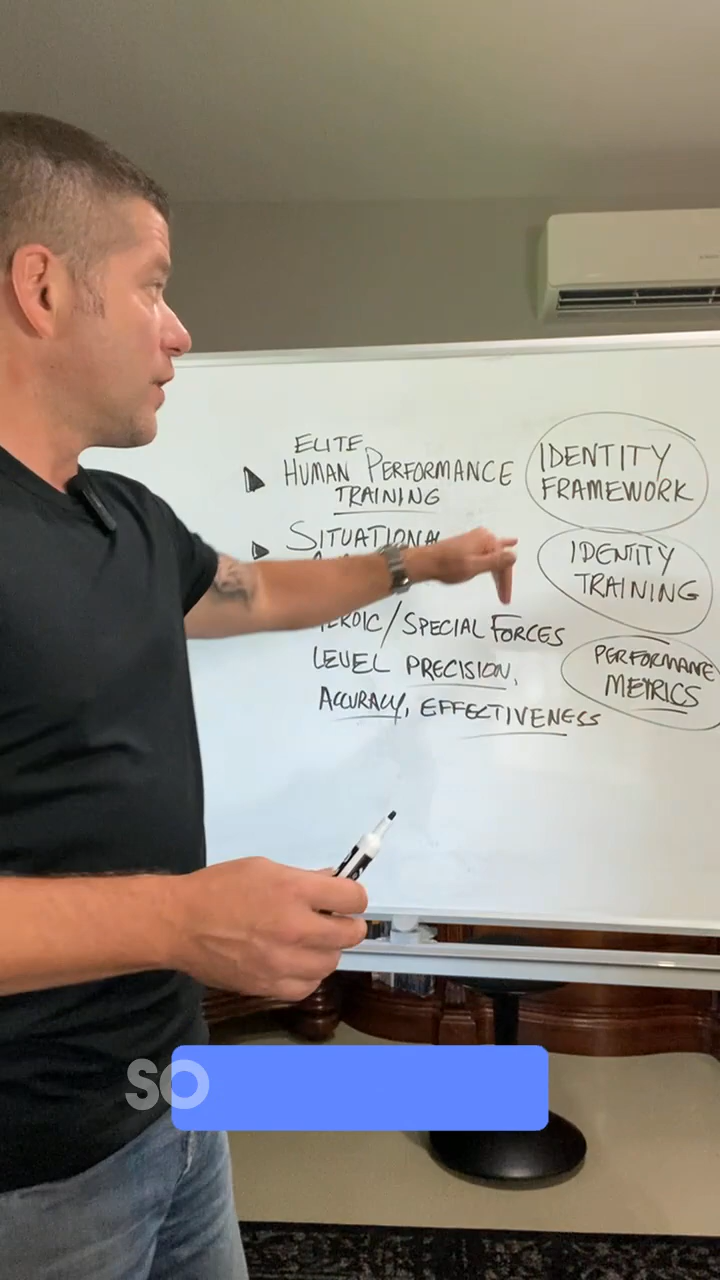 ELITE
HUMAN PERFORMANCE
TRAINING
SITUATIONAL
/SPECIAL FORCES
LEVEL PRECISION,
ACCURACY, EFFECTIVENESS
IDENTITY
FRAMEWORK
IDENTITY
TRAINING
PERFORMANCE
METRICS
SO